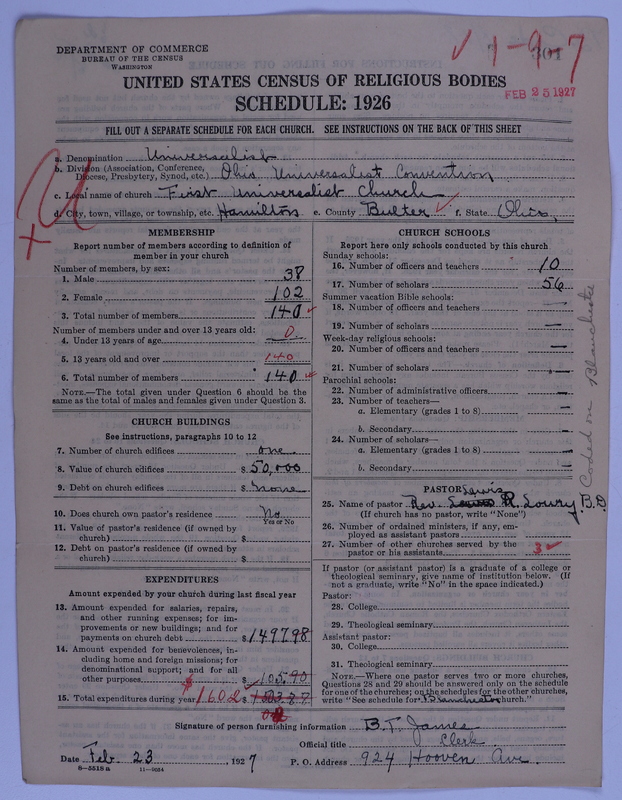 DEPARTMENT OF COMMERCE
BUREAU OF THE CENSUS
WASHINGTON
1-9-7
301
UNITED STATES CENSUS OF RELIGIOUS BODIES
FEB 25 1927
SCHEDULE: 1926
FILL OUT A SEPARATE SCHEDULE FOR EACH CHURCH. SEE INSTRUCTIONS ON THE BACK OF THIS SHEET
a. Denomination Universalist
b. Division (Association, Conference, Diocese, Presbytery, Synod, etc.) Ohio Universalist Convention
c. Local name of church First Universalist Church
d. City, town, village, or township, etc. Hamilton e. County Butler f. State Ohio
MEMBERSHIP
Report number of members according to definition of member in your church
Number of members, by sex:
1. Male 38
2. Female 102
3. Total number of members 140
Number of members under and over 13 years old:
4. Under 13 years of age 0
5. 13 years old and over 140
6. Total number of members 140
NOTE.—The total given under Question 6 should be the same as the total of males and females given under Question 3.
CHURCH BUILDINGS
See instructions, paragraphs 10 to 12
7. Number of church edifices one
8. Value of church edifices $50,000
9. Debt on church edifices $none
10. Does church own pastor's residence No
Yes or No
11. Value of pastor's residence (if owned by church) $
12. Debt on pastor's residence (if owned by church) $
EXPENDITURES
Amount expended by your church during last fiscal year
13. Amount expended for salaries, repairs, and other running expenses; for improvements or new buildings; and for payments on church debt $1497.98
14. Amount expended for benevolences, including home and foreign missions; for denominational support; and for all other purposes $105.90
15. Total expenditures during year $1602 $1603.88
CHURCH SCHOOLS
Report here only schools conducted by this church
Sunday schools:
16. Number of officers and teachers 10
17. Number of scholars 56
Summer vacation Bible schools:
18. Number of officers and teachers —
19. Number of scholars —
Week-day religious schools:
20. Number of officers and teachers —
21. Number of scholars —
Parochial schools:
22. Number of administrative officers —
23. Number of teachers—
a. Elementary (grades 1 to 8) —
b. Secondary —
24. Number of scholars—
a. Elementary (grades 1 to 8) —
b. Secondary —
Coded on Blanchester
PASTOR
Lewis
25. Name of pastor Rev. R. Lowry B.D.
(If church has no pastor, write "None")
26. Number of ordained ministers, if any, employed as assistant pastors
27. Number of other churches served by the pastor or his assistants 3
If pastor (or assistant pastor) is a graduate of a college or theological seminary, give name of institution below. (If not a graduate, write "No" in the space indicated.)
Pastor:
28. College
29. Theological seminary
Assistant pastor:
30. College
31. Theological seminary
NOTE.—Where one pastor serves two or more churches, Questions 28 and 29 should be answered only on the schedule for one of the churches; on the schedules for the other churches, write "See schedule for Blanchester church."
Signature of person furnishing information B. T. James
Official title Clerk
Date Feb. 23, 1927 P. O. Address 924 Hooven Ave.
8—5518a 11—9054